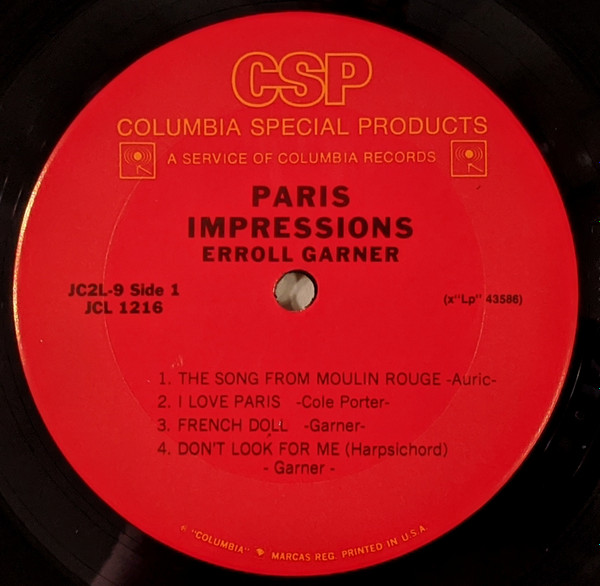 CSP
COLUMBIA SPECIAL PRODUCTS
A SERVICE OF COLUMBIA RECORDS
PARIS
IMPRESSIONS
ERROLL GARNER
JC2L-9 Side 1
JCL 1216
(x"Lp" 43586)
1. THE SONG FROM MOULIN ROUGE -Auric-
2. I LOVE PARIS -Cole Porter-
3. FRENCH DOLL -Garner-
4. DON'T LOOK FOR ME (Harpsichord)
- Garner -
® "COLUMBIA" MARCAS REG. PRINTED IN U.S.A.